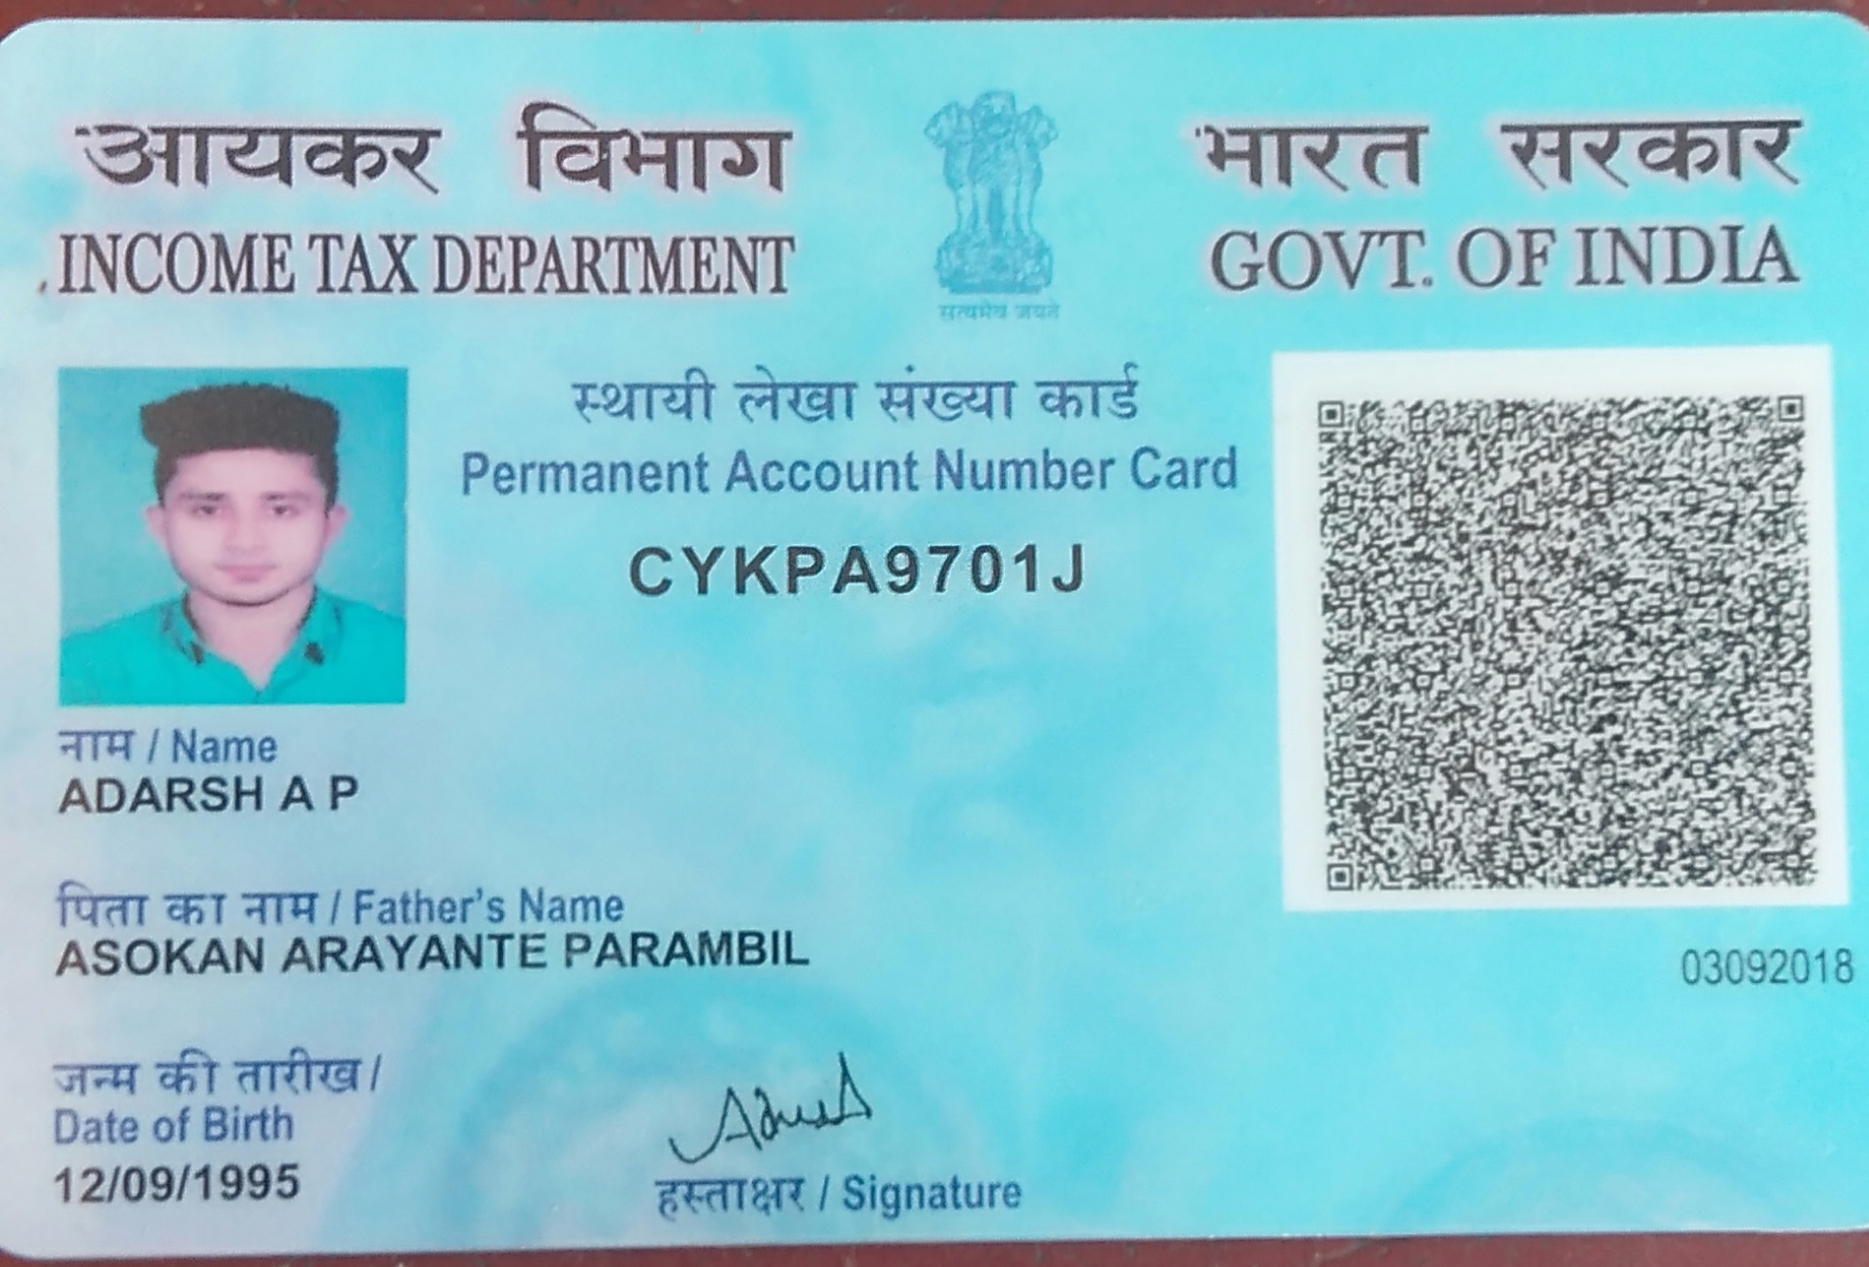 आयकर विभाग
INCOME TAX DEPARTMENT
सत्यमेव जयते
भारत सरकार
GOVT. OF INDIA
स्थायी लेखा संख्या कार्ड
Permanent Account Number Card
CYKPA9701J
नाम / Name
ADARSH A P
पिता का नाम / Father's Name
ASOKAN ARAYANTE PARAMBIL
03092018
जन्म की तारीख /
Date of Birth
12/09/1995
हस्ताक्षर / Signature